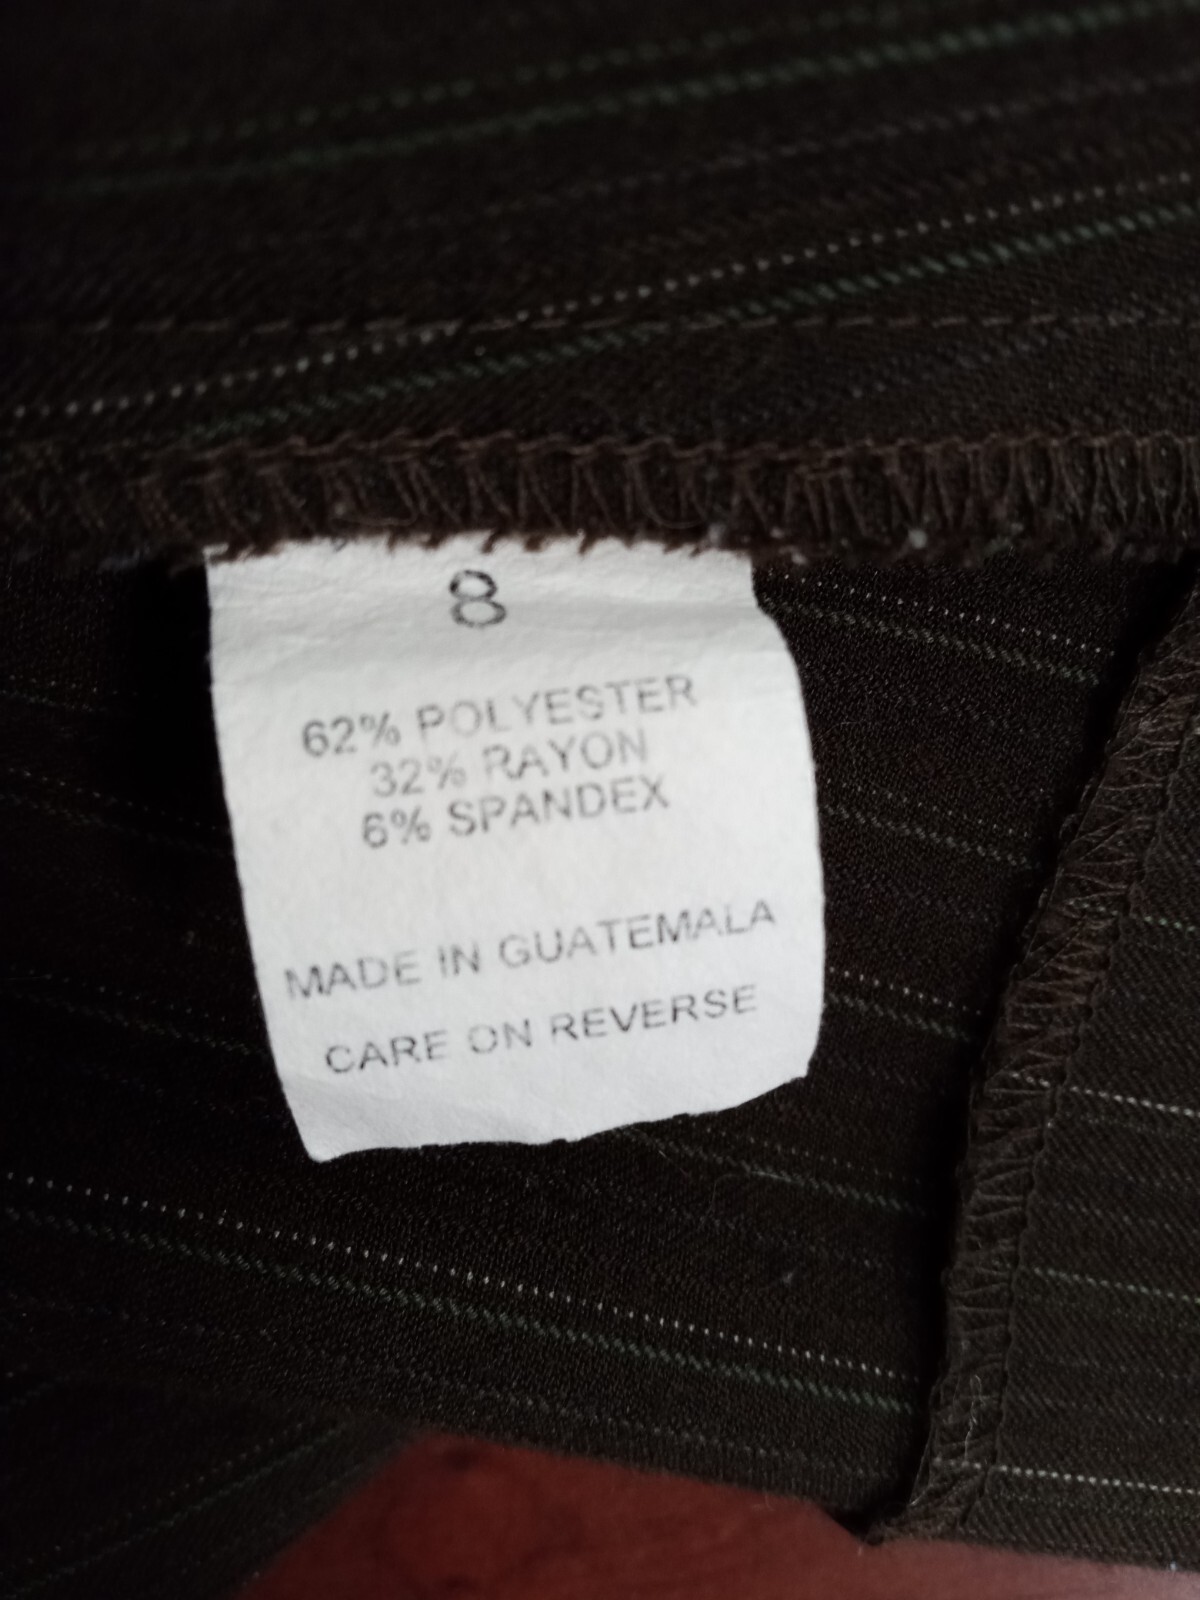 8
62% POLYESTER
32% RAYON
6% SPANDEX
MADE IN GUATEMALA
CARE ON REVERSE